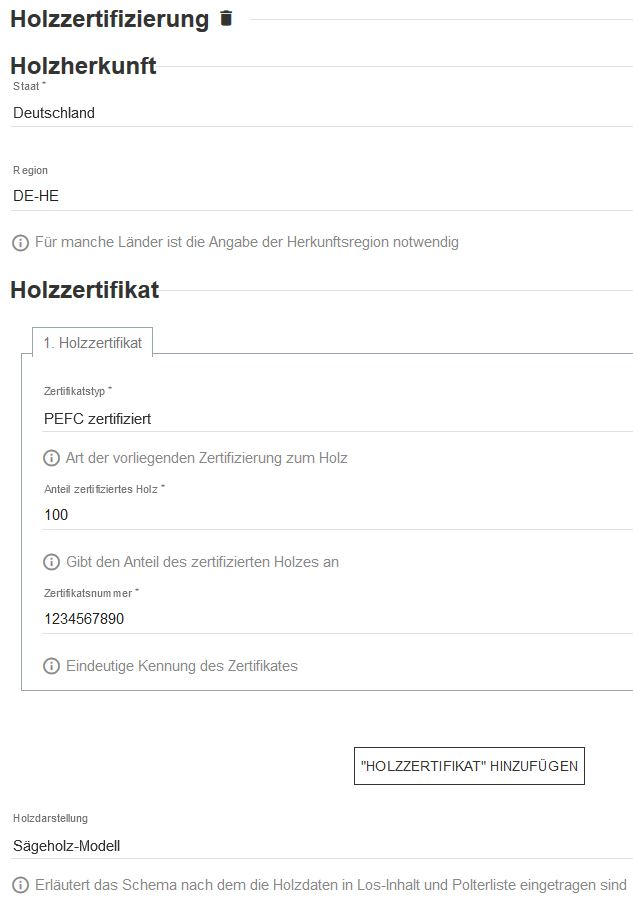 Holzzertifizierung
Holzherkunft
Staat *
Deutschland
Region
DE-HE
Für manche Länder ist die Angabe der Herkunftsregion notwendig
Holzzertifikat
1. Holzzertifikat
Zertifikatstyp *
PEFC zertifiziert
Art der vorliegenden Zertifizierung zum Holz
Anteil zertifiziertes Holz *
100
Gibt den Anteil des zertifizierten Holzes an
Zertifikatsnummer *
1234567890
Eindeutige Kennung des Zertifikates
"HOLZZERTIFIKAT" HINZUFÜGEN
Holzdarstellung
Sägeholz-Modell
Erläutert das Schema nach dem die Holzdaten in Los-Inhalt und Polterliste eingetragen sind